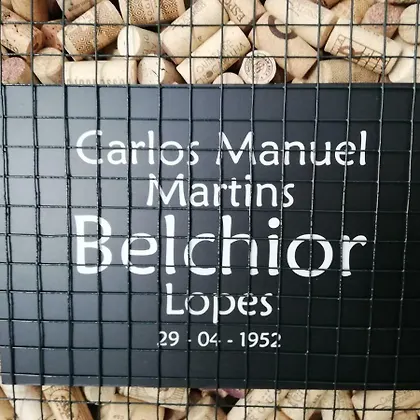 Carlos Manuel
Martins
Belchior
Lopes
29 - 04 - 1952